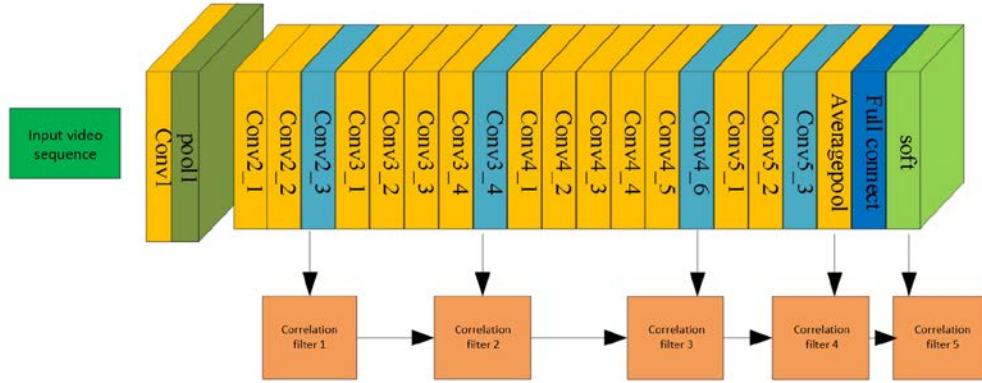 Input video
sequence
Conv1
pool1
Conv2_1
Conv2_2
Conv2_3
Conv3_1
Conv3_2
Conv3_3
Conv3_4
Conv3_4
Conv4_1
Conv4_2
Conv4_3
Conv4_4
Conv4_5
Conv4_6
Conv5_1
Conv5_2
Conv5_3
Averagepool
Full connect
soft
Correlation
filter 1
Correlation
filter 2
Correlation
filter 3
Correlation
filter 4
Correlation
filter 5